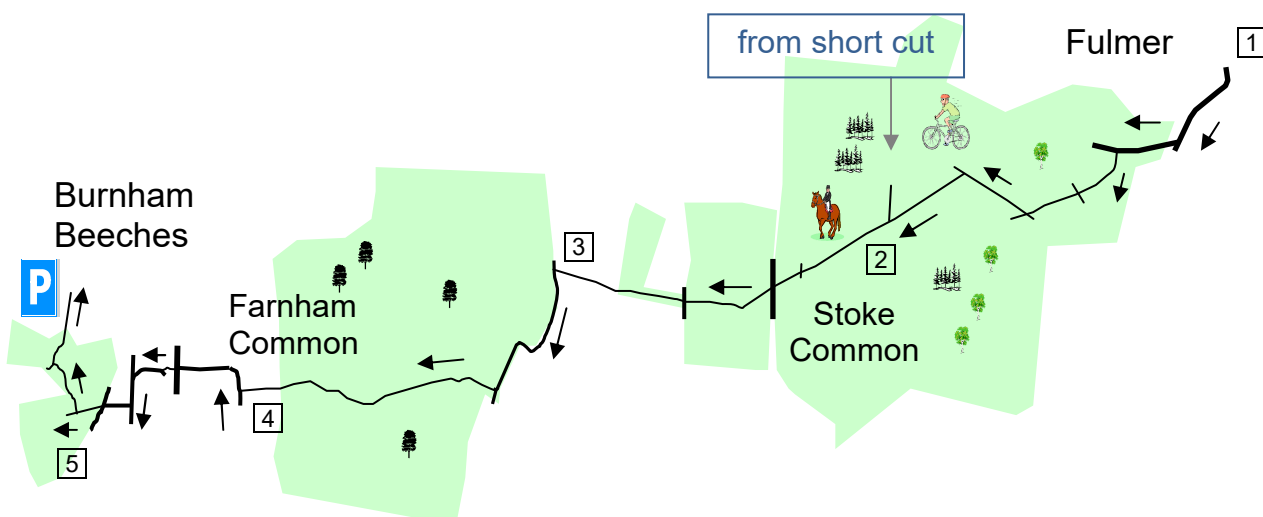 from short cut
Fulmer
1
Burnham
Beeches
P
3
2
Farnham
Common
Stoke
Common
4
5